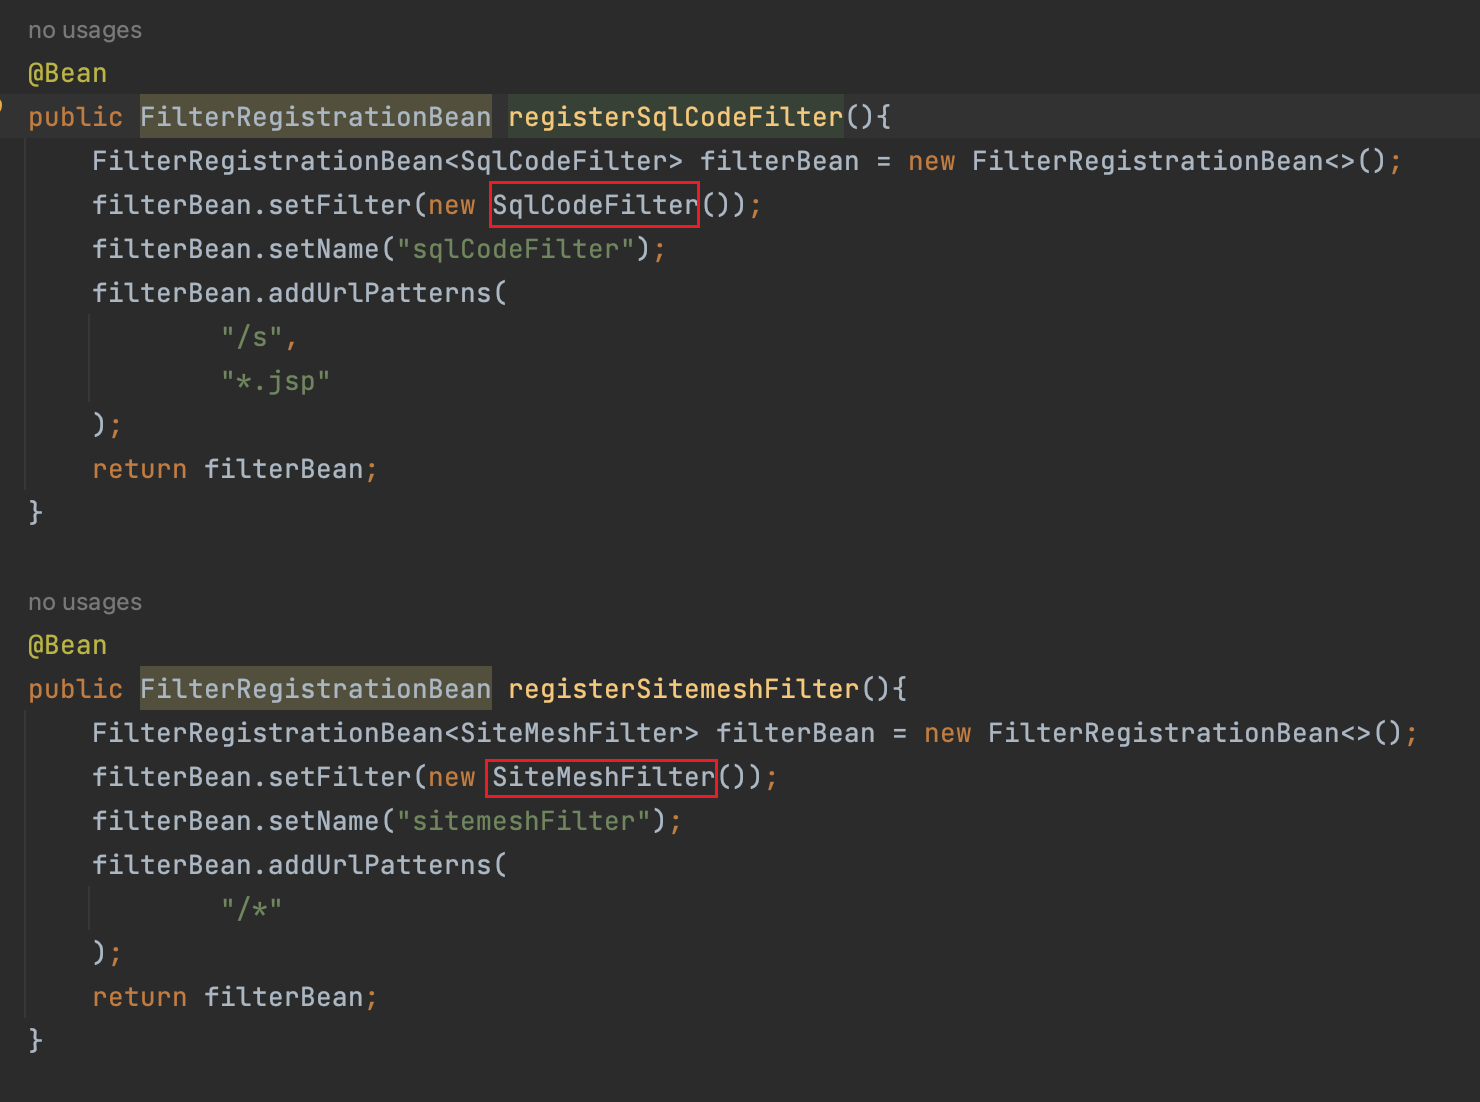 no usages
@Bean
public FilterRegistrationBean registerSqlCodeFilter(){
FilterRegistrationBean<SqlCodeFilter> filterBean = new FilterRegistrationBean<>();
filterBean.setFilter(new SqlCodeFilter());
filterBean.setName("sqlCodeFilter");
filterBean.addUrlPatterns(
"/s",
"*.jsp"
);
return filterBean;
}
no usages
@Bean
public FilterRegistrationBean registerSitemeshFilter(){
FilterRegistrationBean<SiteMeshFilter> filterBean = new FilterRegistrationBean<>();
filterBean.setFilter(new SiteMeshFilter());
filterBean.setName("sitemeshFilter");
filterBean.addUrlPatterns(
"/*"
);
return filterBean;
}